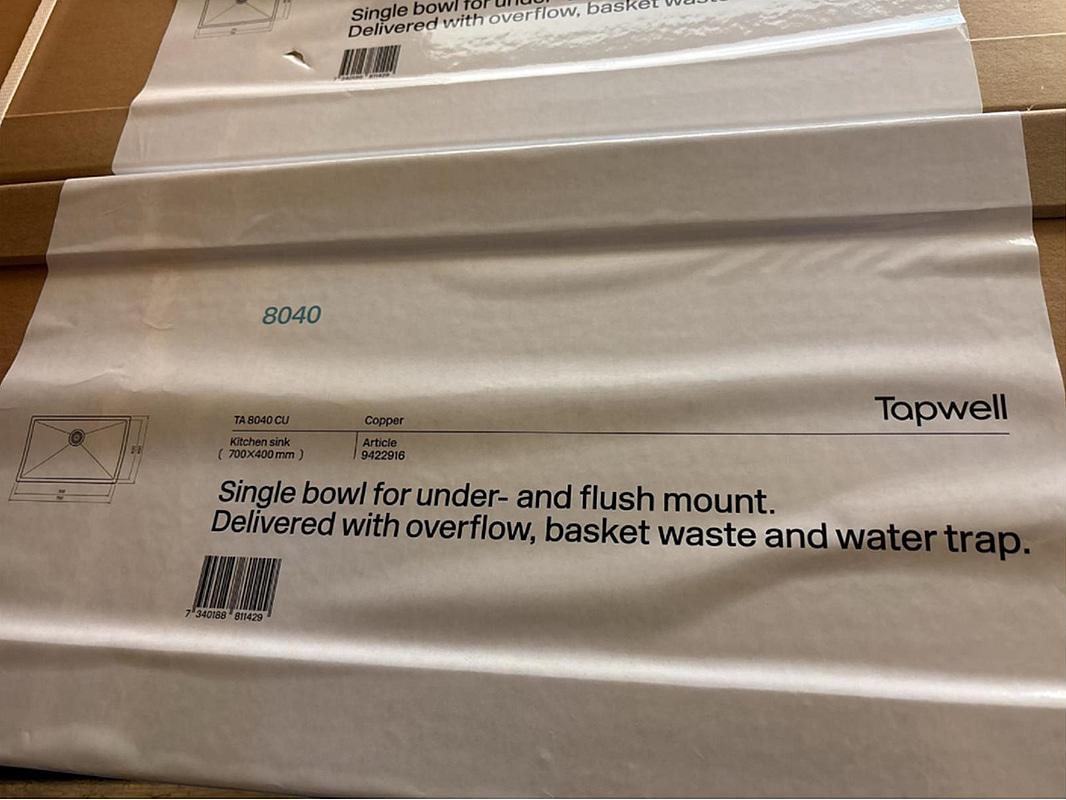 Single bowl for under-
Delivered with overflow, basket waste
8040
Tapwell
TA 8040 CU Copper
Kitchen sink Article
( 700X400 mm ) 9422916
Single bowl for under- and flush mount.
Delivered with overflow, basket waste and water trap.
7 340188 811429